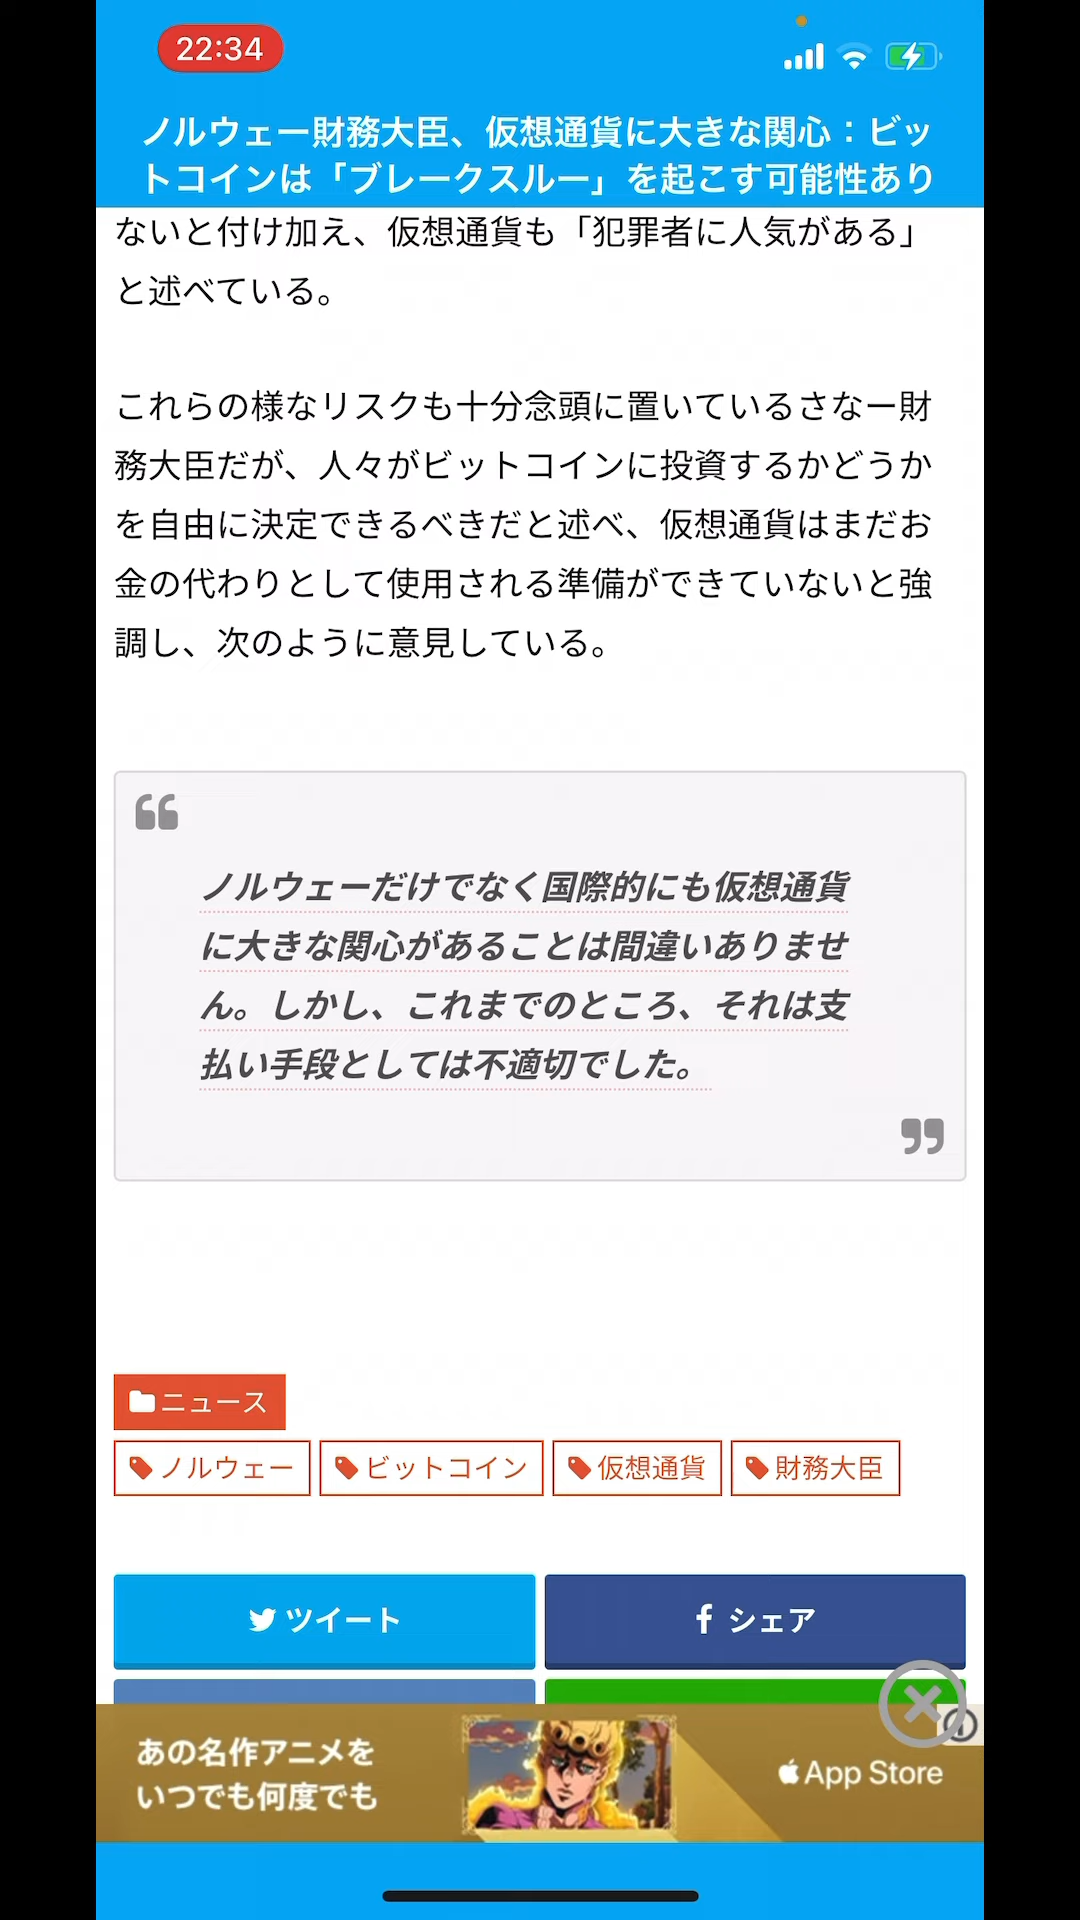 22:34
ノルウェー財務大臣、仮想通貨に大きな関心：ビッ
トコインは「ブレークスルー」を起こす可能性あり
ないと付け加え、仮想通貨も「犯罪者に人気がある」
と述べている。
これらの様なリスクも十分念頭に置いているさなー財
務大臣だが、人々がビットコインに投資するかどうか
を自由に決定できるべきだと述べ、仮想通貨はまだお
金の代わりとして使用される準備ができていないと強
調し、次のように意見している。
ノルウェーだけでなく国際的にも仮想通貨
に大きな関心があることは間違いありませ
ん。しかし、これまでのところ、それは支
払い手段としては不適切でした。
ニュース
ノルウェー ビットコイン 仮想通貨 財務大臣
ツイート シェア
あの名作アニメを
いつでも何度でも
App Store